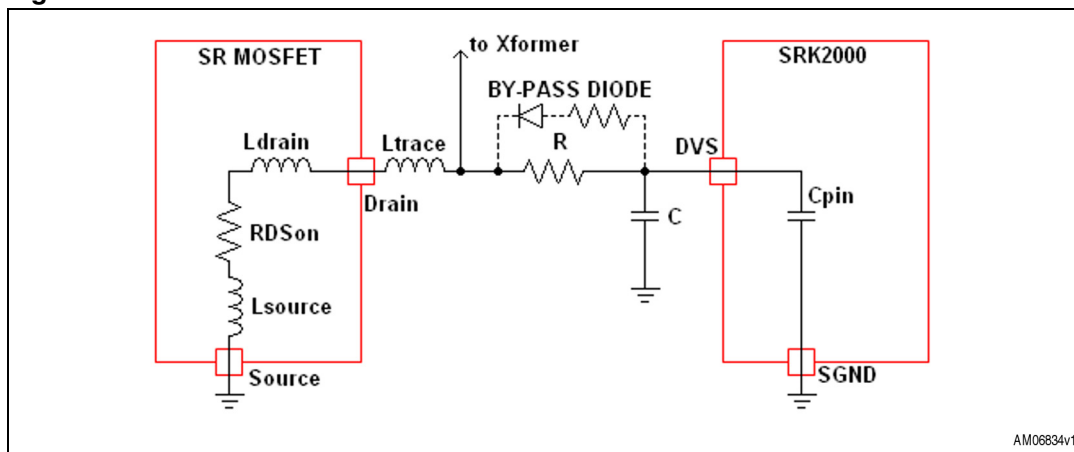 SR MOSFET
to Xformer
SRK2000
BY-PASS DIODE
Ldrain
Ltrace
R
DVS
Drain
Cpin
C
RDSon
Lsource
Source
SGND
AM06834v1